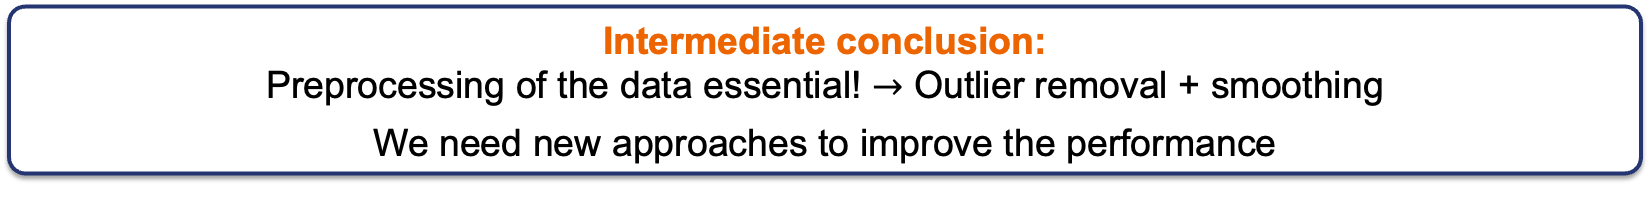 Intermediate conclusion:
Preprocessing of the data essential! → Outlier removal + smoothing
We need new approaches to improve the performance